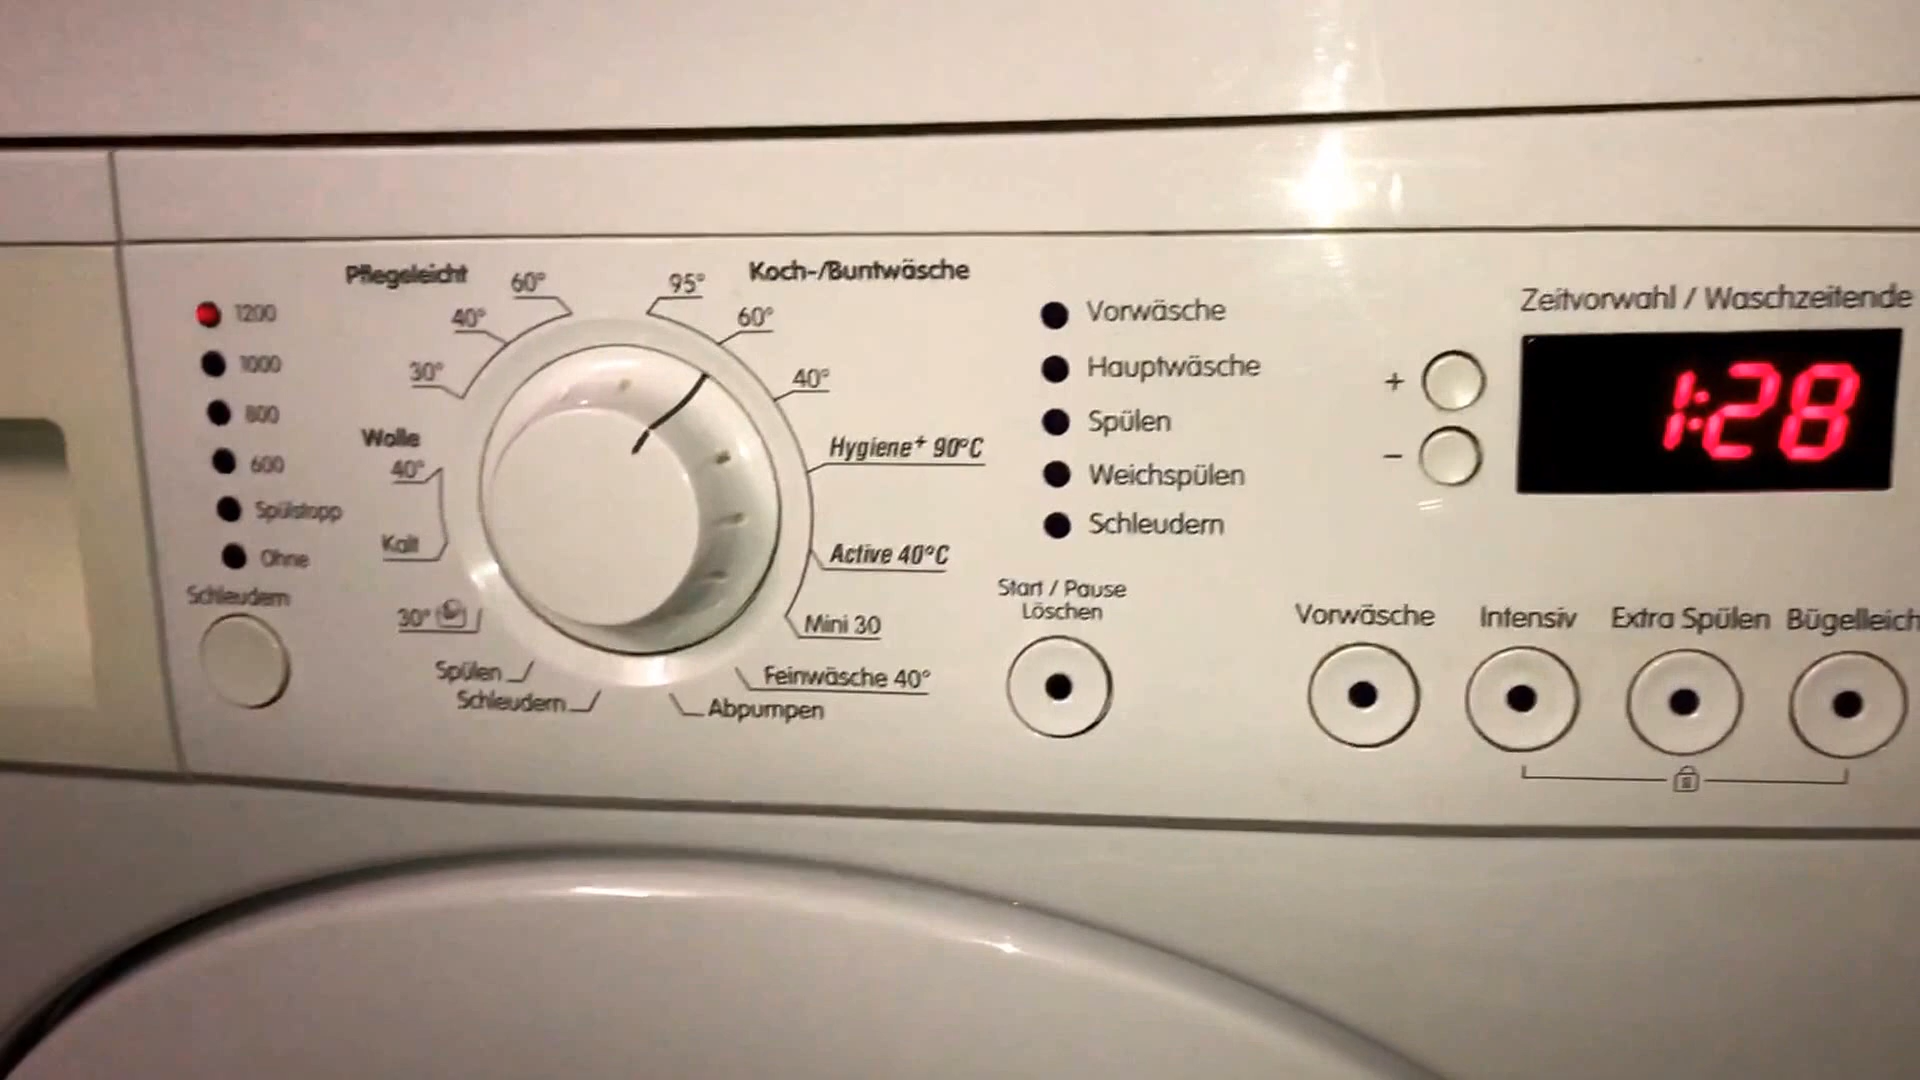 Pflegeleicht
60°
40°
30°
95°
Koch-/Buntwäsche
60°
40°
Hygiene+ 90°C
Active 40°C
Mini 30
Feinwäsche 40°
Abpumpen
Wolle
40°
Kalt
30°
Spülen
Schleudern
1200
1000
800
600
Spülstopp
Ohne
Schleudern
Vorwäsche
Hauptwäsche
Spülen
Weichspülen
Schleudern
Start / Pause
Löschen
Zeitvorwahl / Waschzeitende
+
−
1:28
Vorwäsche
Intensiv
Extra Spülen
Bügelleich